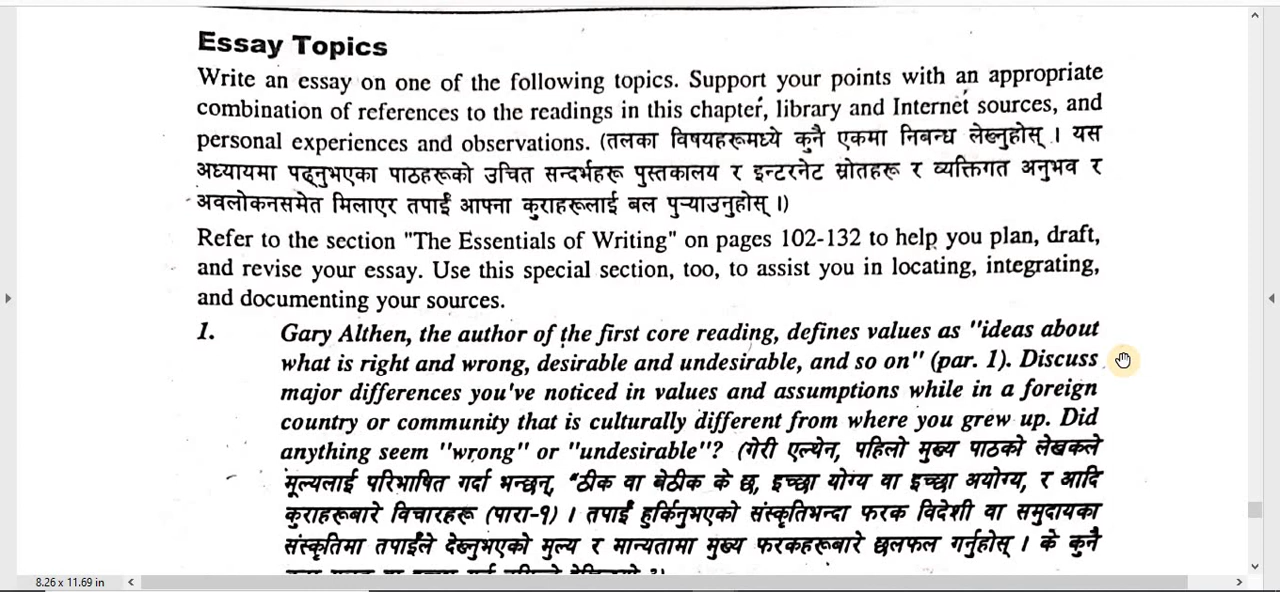 Essay Topics
Write an essay on one of the following topics. Support your points with an appropriate
combination of references to the readings in this chapter, library and Internet sources, and
personal experiences and observations. (तलका विषयहरूमध्ये कुनै एकमा निबन्ध लेख्नुहोस् । यस
अध्यायमा पढ्नुभएका पाठहरूको उचित सन्दर्भहरू पुस्तकालय र इन्टरनेट स्रोतहरू र व्यक्तिगत अनुभव र
अवलोकनसमेत मिलाएर तपाईं आफ्ना कुराहरूलाई बल पुऱ्याउनुहोस् ।)
Refer to the section "The Essentials of Writing" on pages 102-132 to help you plan, draft,
and revise your essay. Use this special section, too, to assist you in locating, integrating,
and documenting your sources.
1. Gary Althen, the author of the first core reading, defines values as "ideas about
what is right and wrong, desirable and undesirable, and so on" (par. 1). Discuss
major differences you've noticed in values and assumptions while in a foreign
country or community that is culturally different from where you grew up. Did
anything seem "wrong" or "undesirable"? (गेरी एल्थेन, पहिलो मुख्य पाठको लेखकले
मूल्यलाई परिभाषित गर्दा भन्छन्, "ठीक वा बेठीक के छ, इच्छा योग्य वा इच्छा अयोग्य, र आदि
कुराहरूबारे विचारहरू (पारा-१) । तपाईं हुर्किनुभएको संस्कृतिभन्दा फरक विदेशी वा समुदायका
संस्कृतिमा तपाईंले देख्नुभएको मुल्य र मान्यतामा मुख्य फरकहरूबारे छलफल गर्नुहोस् । के कुनै
8.26 x 11.69 in